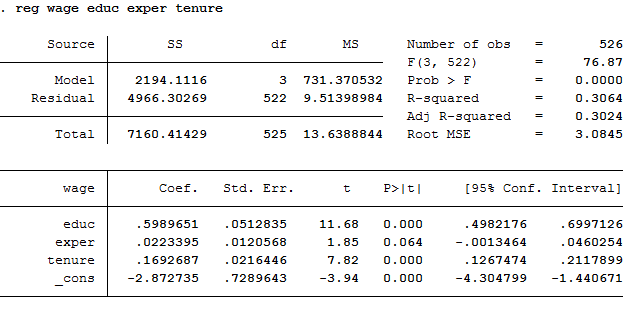 . reg wage educ exper tenure
Source SS df MS Number of obs = 526
F(3, 522) = 76.87
Model 2194.1116 3 731.370532 Prob > F = 0.0000
Residual 4966.30269 522 9.51398984 R-squared = 0.3064
Adj R-squared = 0.3024
Total 7160.41429 525 13.6388844 Root MSE = 3.0845
wage Coef. Std. Err. t P>|t| [95% Conf. Interval]
educ .5989651 .0512835 11.68 0.000 .4982176 .6997126
exper .0223395 .0120568 1.85 0.064 -.0013464 .0460254
tenure .1692687 .0216446 7.82 0.000 .1267474 .2117899
_cons -2.872735 .7289643 -3.94 0.000 -4.304799 -1.440671